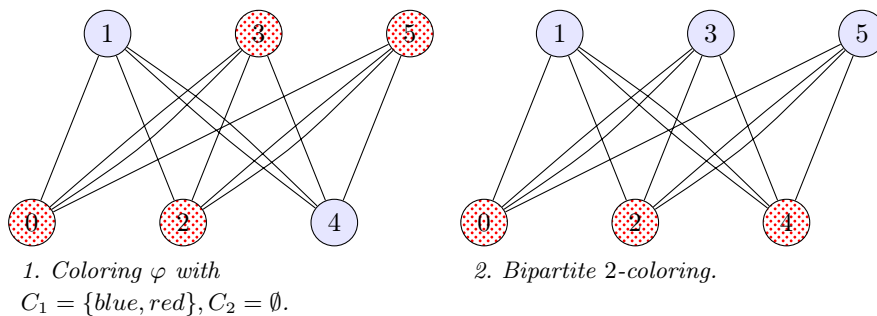 1 3 5 1 3 5
0 2 4 0 2 4
1. Coloring φ with
C₁ = {blue, red}, C₂ = ∅.
2. Bipartite 2-coloring.